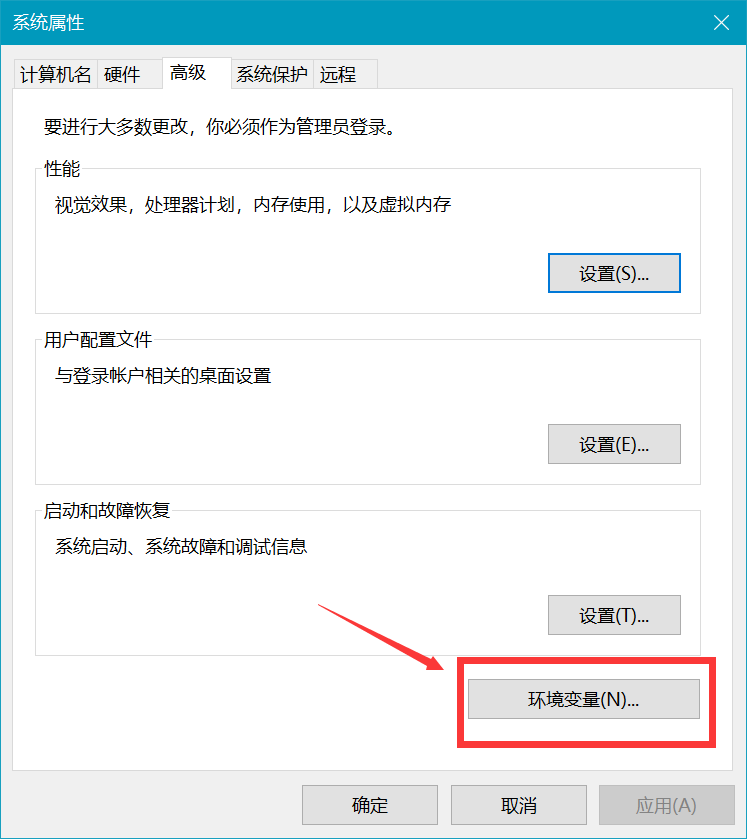 系统属性
计算机名 硬件 高级 系统保护 远程
要进行大多数更改，你必须作为管理员登录。
性能
视觉效果，处理器计划，内存使用，以及虚拟内存
设置(S)...
用户配置文件
与登录帐户相关的桌面设置
设置(E)...
启动和故障恢复
系统启动、系统故障和调试信息
设置(T)...
环境变量(N)...
确定 取消 应用(A)